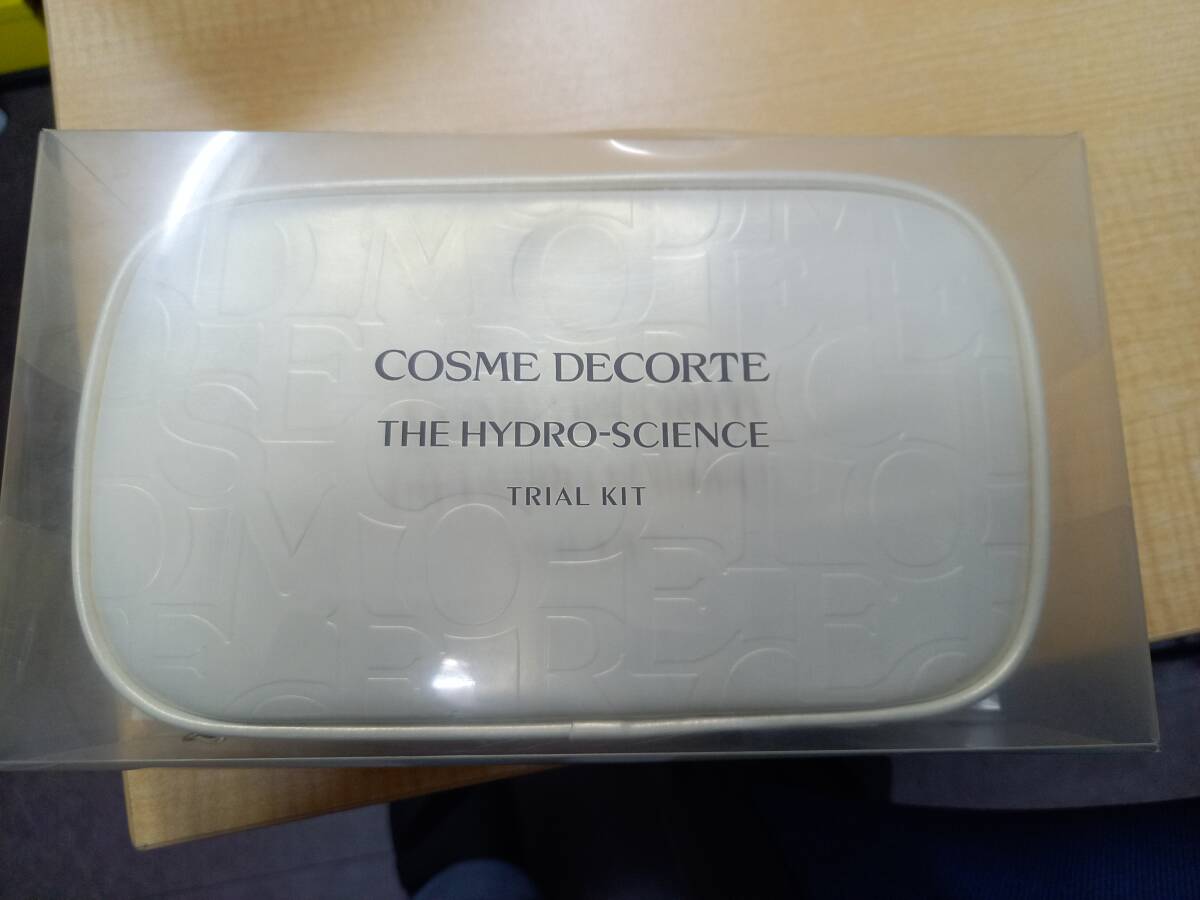 COSME DECORTE
THE HYDRO-SCIENCE
TRIAL KIT